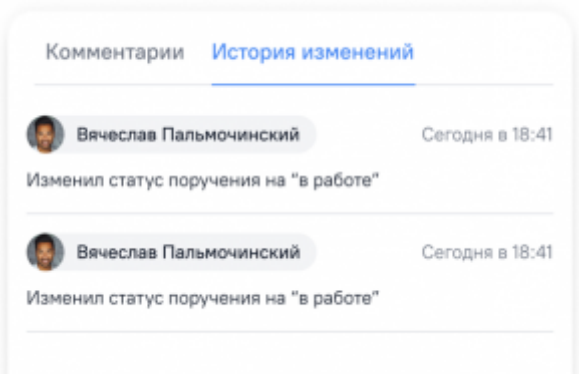 Комментарии История изменений
Вячеслав Пальмочинский Сегодня в 18:41
Изменил статус поручения на “в работе”
Вячеслав Пальмочинский Сегодня в 18:41
Изменил статус поручения на “в работе”